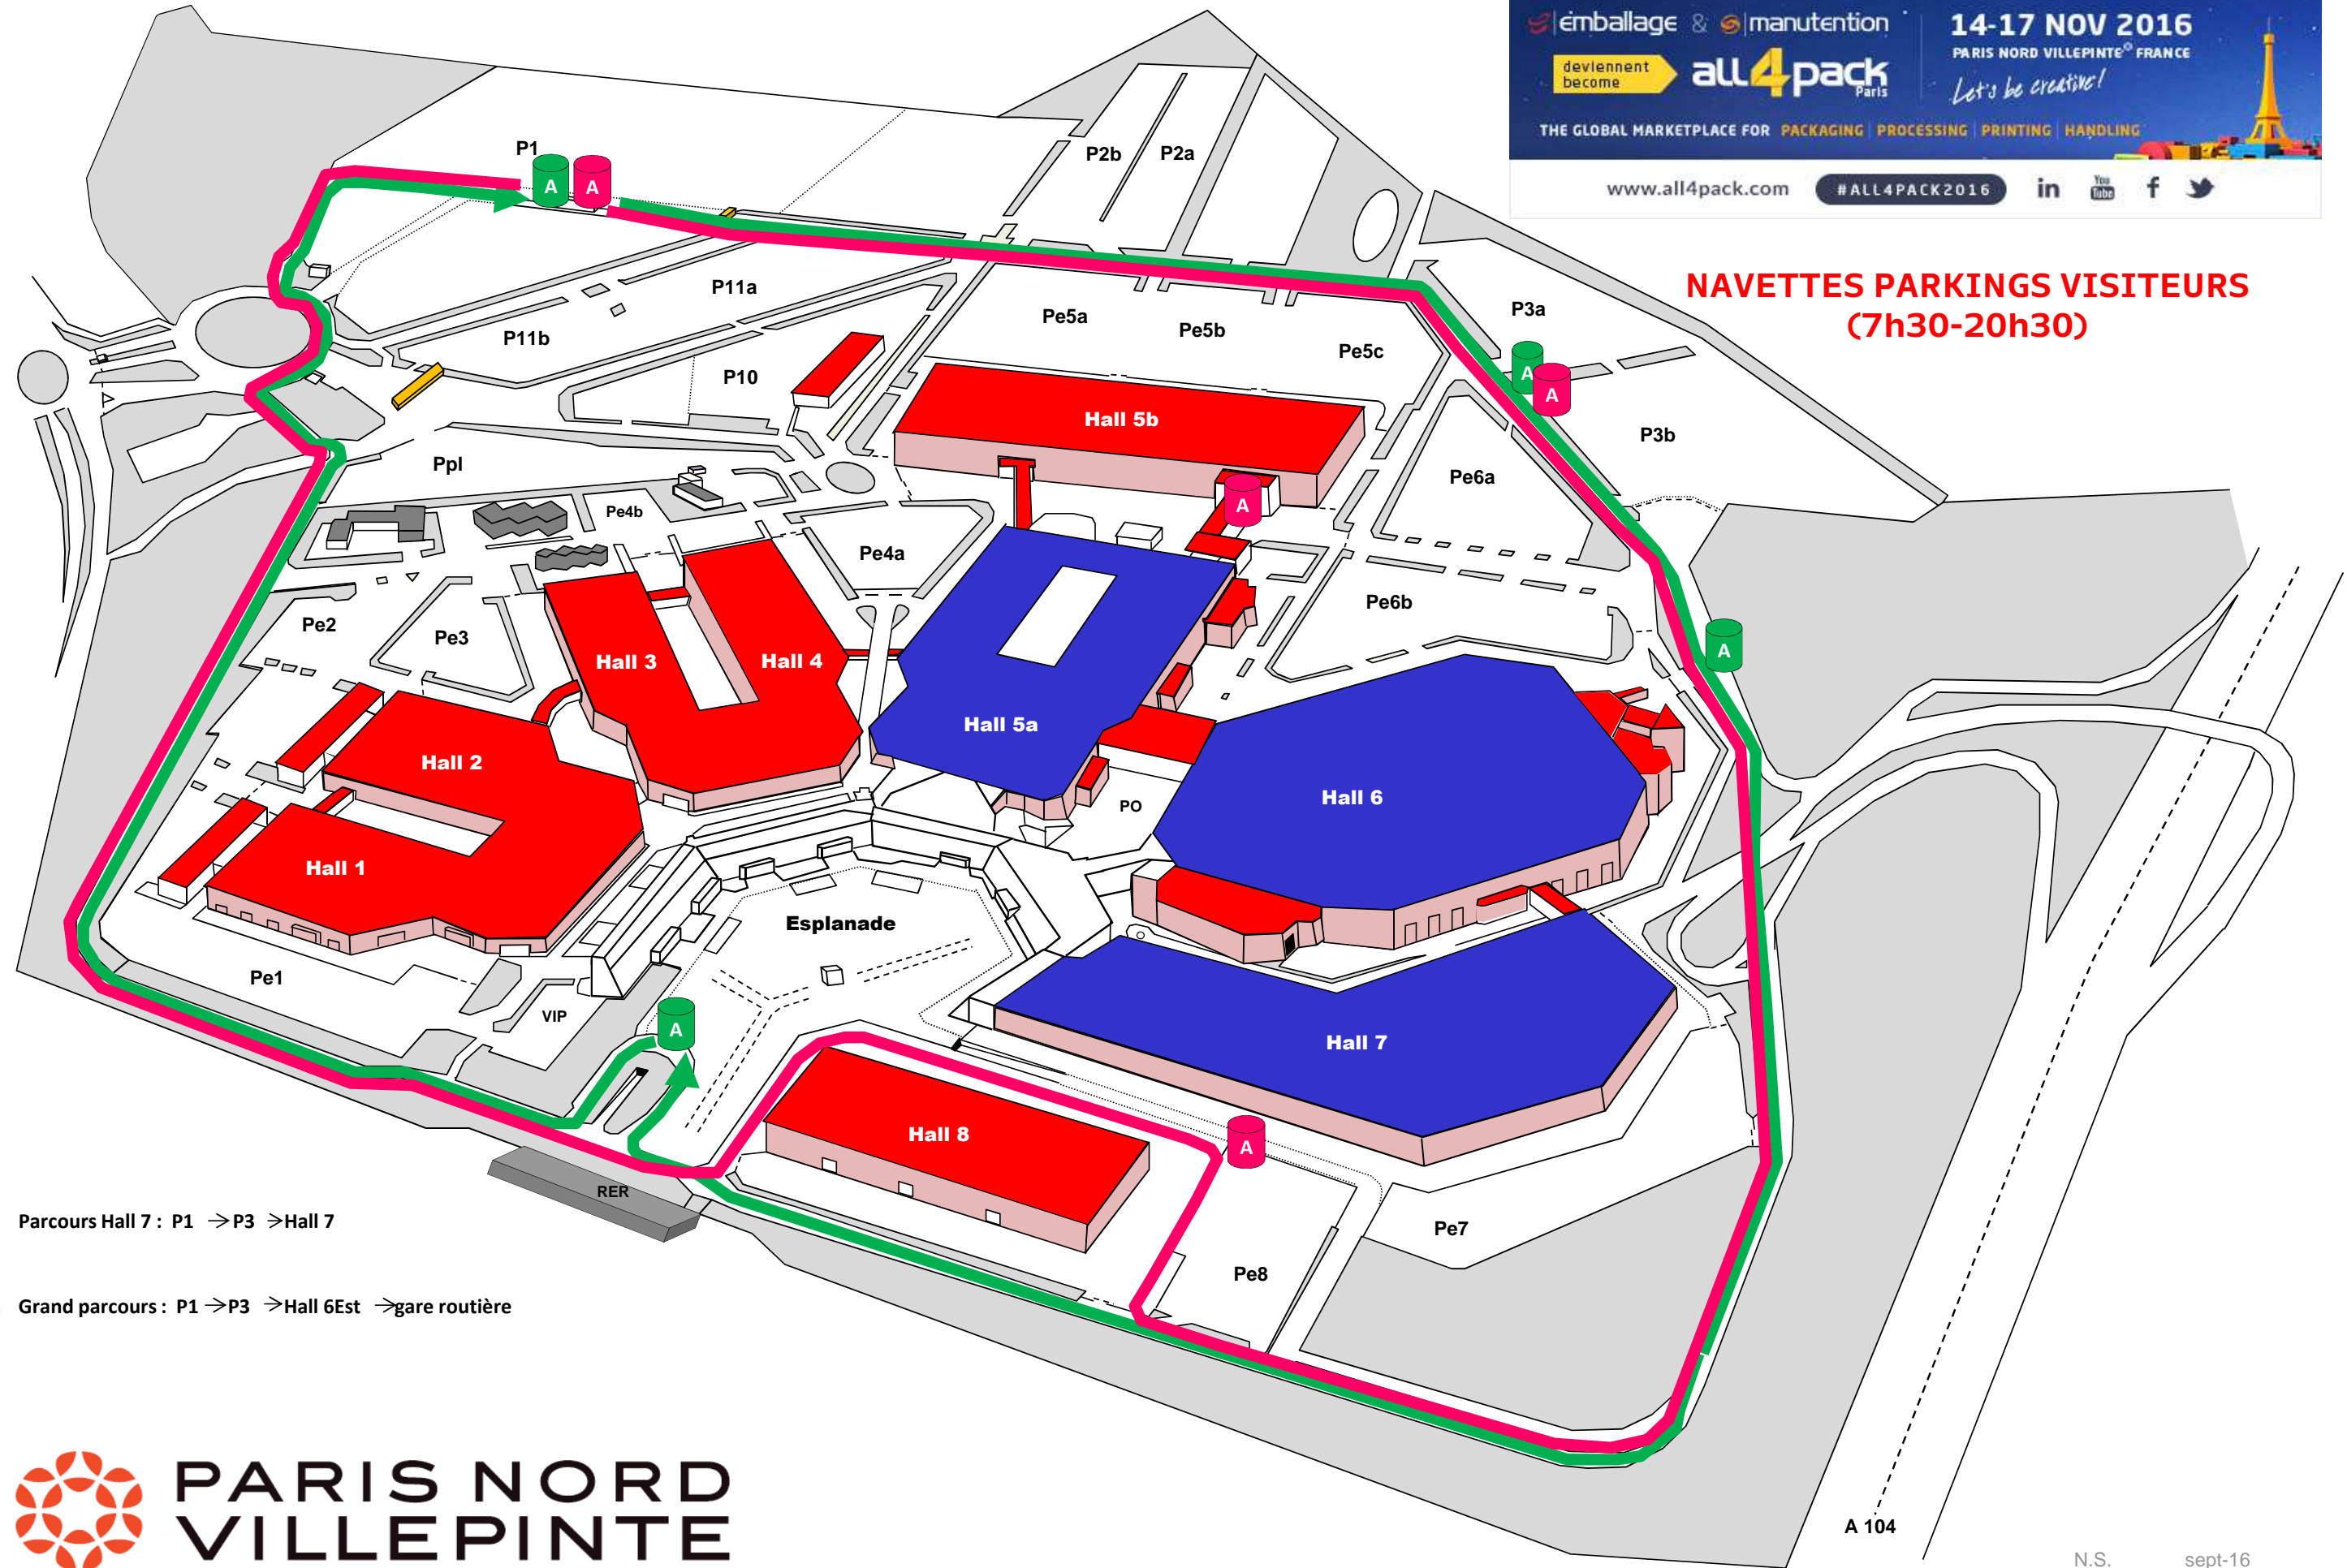 emballage & manutention
14-17 NOV 2016
PARIS NORD VILLEPINTE FRANCE
deviennent
become
all4pack
Paris
Let's be creative!
THE GLOBAL MARKETPLACE FOR PACKAGING | PROCESSING | PRINTING | HANDLING
www.all4pack.com
#ALL4PACK2016
in
You
Tube
f
NAVETTES PARKINGS VISITEURS
(7h30-20h30)
P1
A
A
P2b
P2a
P11a
P11b
P10
Pe5a
Pe5b
Pe5c
P3a
A
A
P3b
Hall 5b
Ppl
Pe4b
Pe4a
A
Pe6a
Pe6b
A
Pe2
Pe3
Hall 3
Hall 4
Hall 5a
Hall 2
Hall 6
PO
Hall 1
Esplanade
Pe1
VIP
A
Hall 7
Hall 8
A
RER
Pe7
Pe8
Parcours Hall 7 : P1 → P3 → Hall 7
Grand parcours : P1 → P3 → Hall 6Est → gare routière
PARIS NORD
VILLEPINTE
A 104
N.S. sept-16